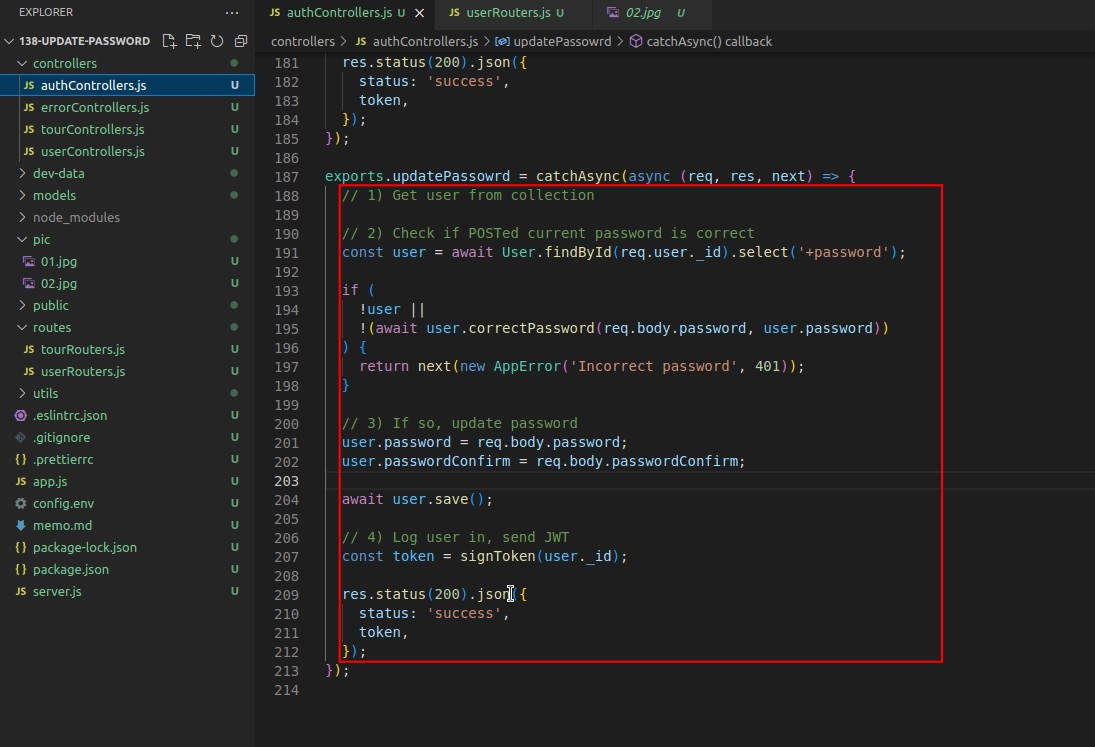 EXPLORER ···
138-UPDATE-PASSWORD
controllers
JS authControllers.js U
JS errorControllers.js U
JS tourControllers.js U
JS userControllers.js U
dev-data
models
node_modules
pic
01.jpg U
02.jpg U
public
routes
JS tourRouters.js U
JS userRouters.js U
utils
.eslintrc.json U
.gitignore U
{} .prettierrc U
JS app.js U
config.env U
memo.md U
{} package-lock.json U
{} package.json U
JS server.js U
JS authControllers.js U × JS userRouters.js U 02.jpg U
controllers > JS authControllers.js > updatePassowrd > catchAsync() callback
181 res.status(200).json({
182 status: 'success',
183 token,
184 });
185 });
186
187 exports.updatePassowrd = catchAsync(async (req, res, next) => {
188 // 1) Get user from collection
189
190 // 2) Check if POSTed current password is correct
191 const user = await User.findById(req.user._id).select('+password');
192
193 if (
194 !user ||
195 !(await user.correctPassword(req.body.password, user.password))
196 ) {
197 return next(new AppError('Incorrect password', 401));
198 }
199
200 // 3) If so, update password
201 user.password = req.body.password;
202 user.passwordConfirm = req.body.passwordConfirm;
203
204 await user.save();
205
206 // 4) Log user in, send JWT
207 const token = signToken(user._id);
208
209 res.status(200).json({
210 status: 'success',
211 token,
212 });
213 });
214